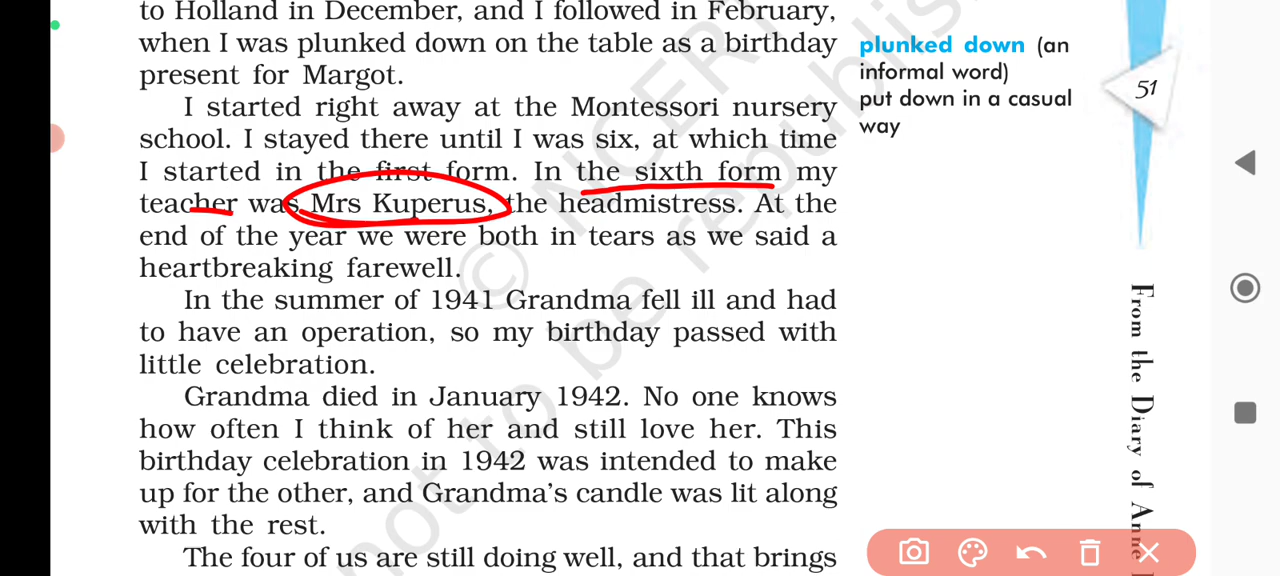 to Holland in December, and I followed in February,
when I was plunked down on the table as a birthday
present for Margot.
I started right away at the Montessori nursery
school. I stayed there until I was six, at which time
I started in the first form. In the sixth form my
teacher was Mrs Kuperus, the headmistress. At the
end of the year we were both in tears as we said a
heartbreaking farewell.
In the summer of 1941 Grandma fell ill and had
to have an operation, so my birthday passed with
little celebration.
Grandma died in January 1942. No one knows
how often I think of her and still love her. This
birthday celebration in 1942 was intended to make
up for the other, and Grandma's candle was lit along
with the rest.
The four of us are still doing well, and that brings
plunked down (an
informal word)
put down in a casual
way
51
From the Diary of Anne
© NCERT
not to be republis